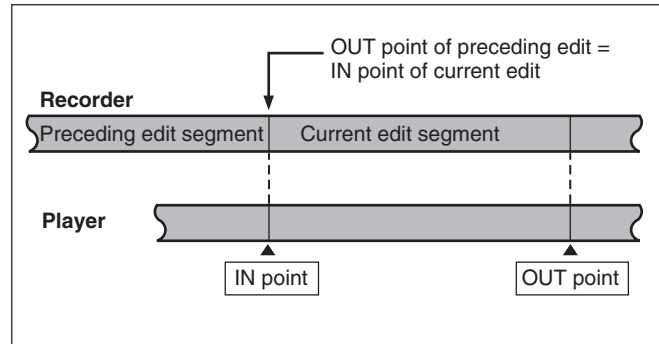 OUT point of preceding edit =
IN point of current edit
Recorder
Preceding edit segment
Current edit segment
Player
IN point
OUT point